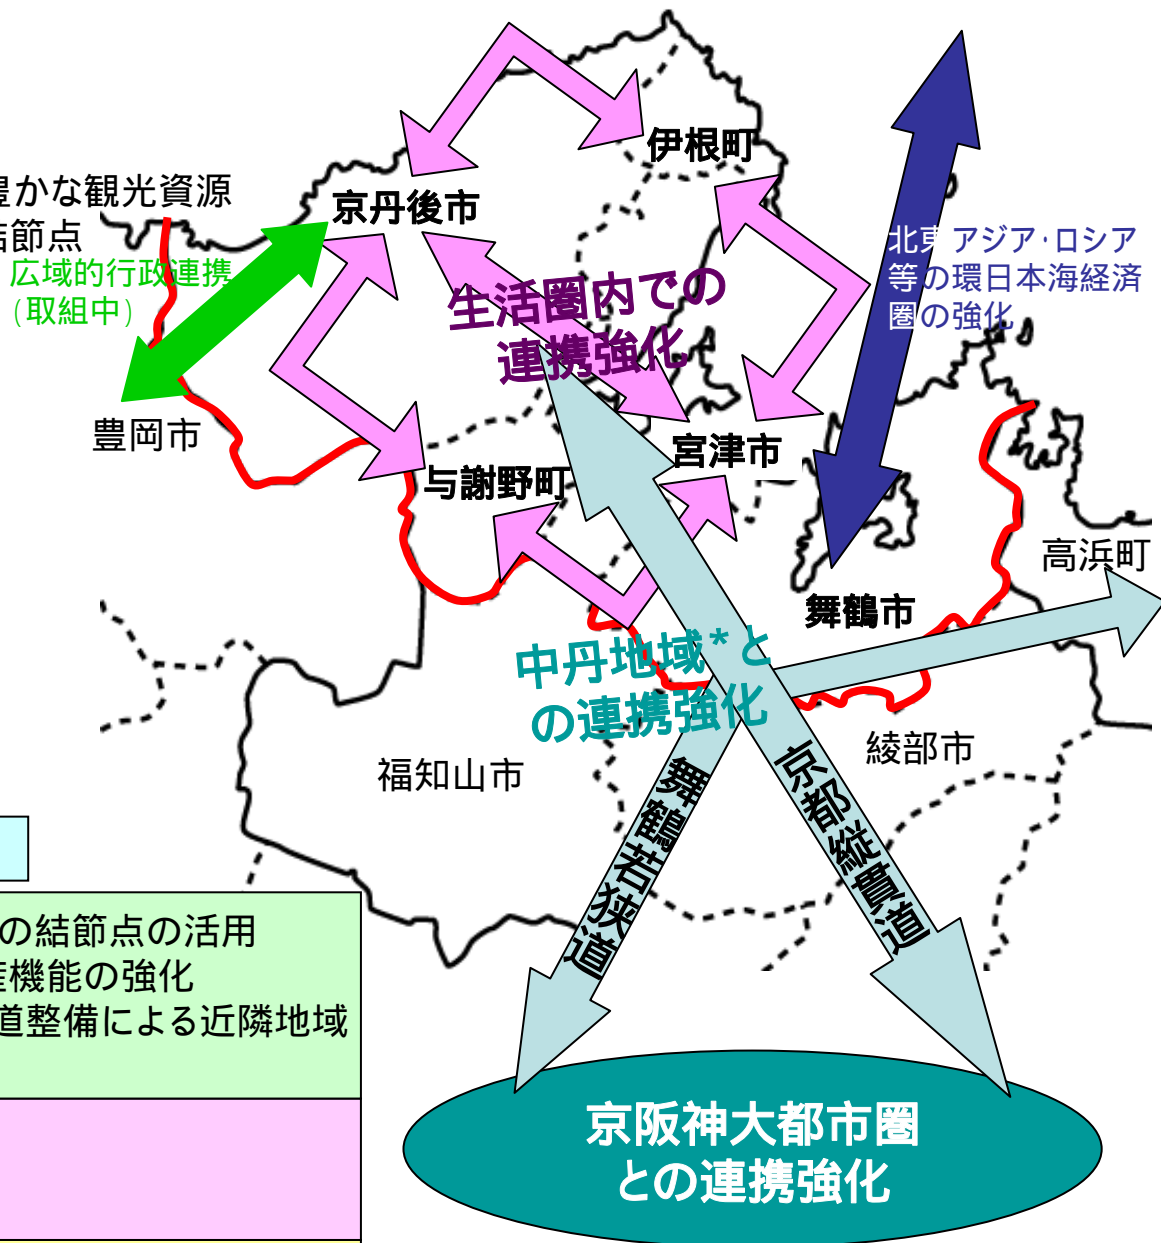 伊根町
豊かな観光資源
結節点
京丹後市
広域的行政連携
(取組中)
北東アジア・ロシア
等の環日本海経済
圏の強化
生活圏内での
連携強化
豊岡市
宮津市
与謝野町
高浜町
舞鶴市
中丹地域*と
の連携強化
綾部市
福知山市
舞鶴若狭道
京都縦貫道
の結節点の活用
機能の強化
道整備による近隣地域
京阪神大都市圏
との連携強化